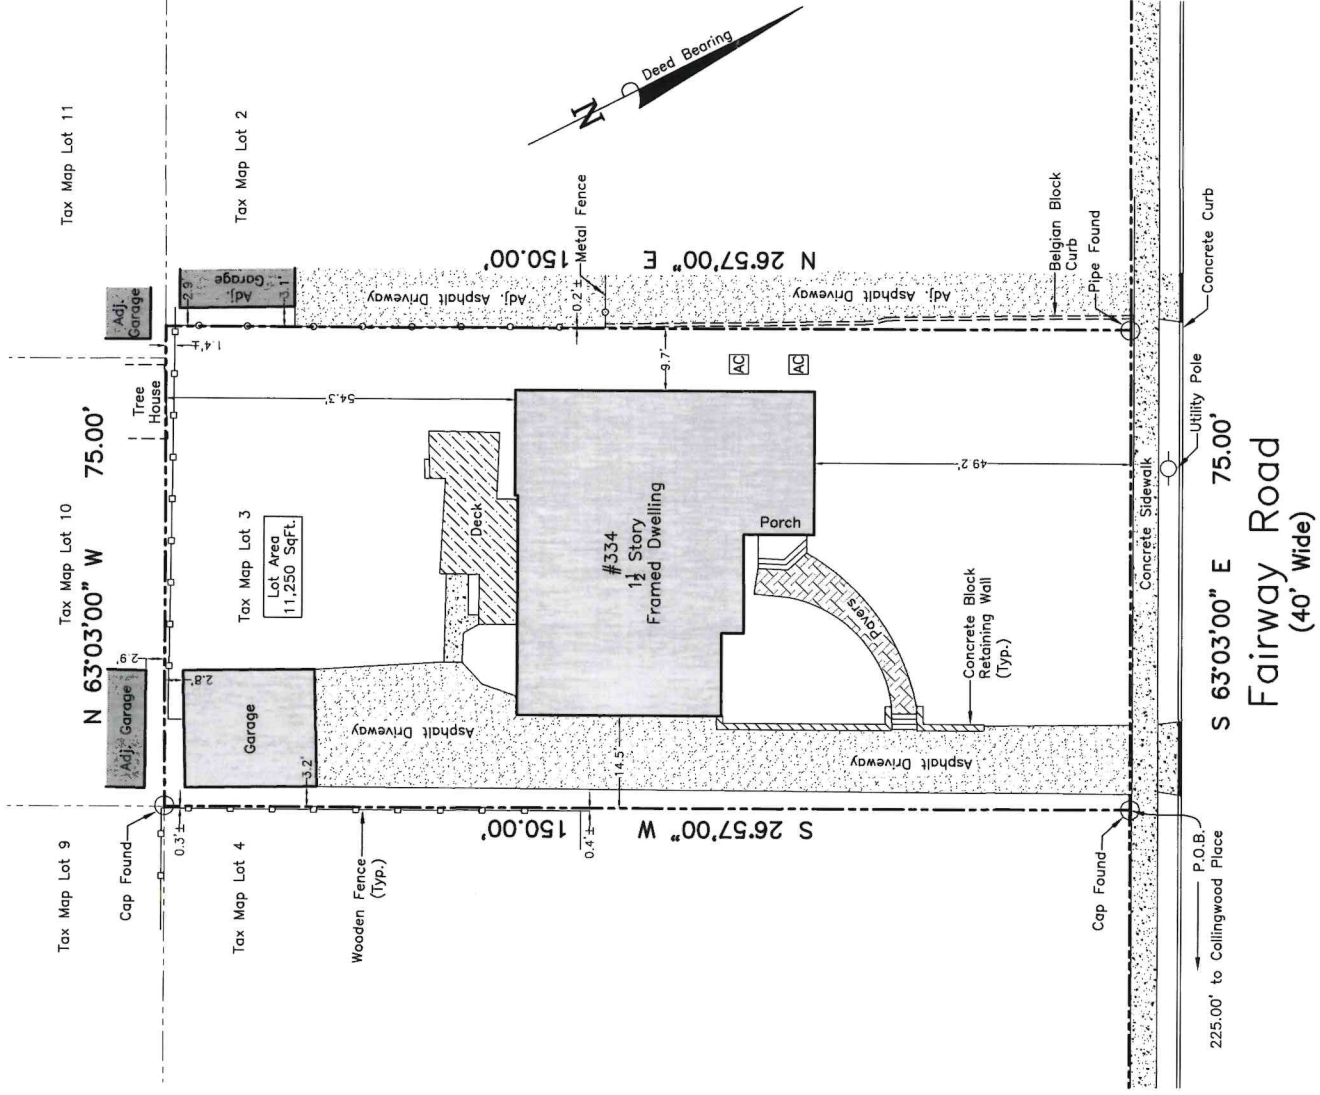 Tax Map Lot 11
Tax Map Lot 2
N
Deed Bearing
Adj.
Garage
Adj.
Garage
2.9'
3.1'
Adj. Asphalt Driveway
N 26°57'00" E 150.00'
0.2'±
Metal Fence
Adj. Asphalt Driveway
Belgian Block
Curb
Pipe Found
Concrete Curb
1.4'±
Tree
House
54.3'
9.7'
AC
AC
49.2'
Utility Pole
N 63°03'00" W 75.00'
Tax Map Lot 10
Tax Map Lot 3
Lot Area
11,250 SqFt.
Deck
#334
1½ Story
Framed Dwelling
Porch
Pavers
Concrete Block
Retaining Wall
(Typ.)
Concrete Sidewalk
S 63°03'00" E 75.00'
Fairway Road
(40' Wide)
2.9'
2.8'
Adj. Garage
Garage
3.2'
Asphalt Driveway
14.5'
Asphalt Driveway
S 26°57'00" W 150.00'
0.3'±
0.4'±
Tax Map Lot 9
Cap Found
Tax Map Lot 4
Wooden Fence
(Typ.)
Cap Found
P.O.B.
225.00' to Collingwood Place